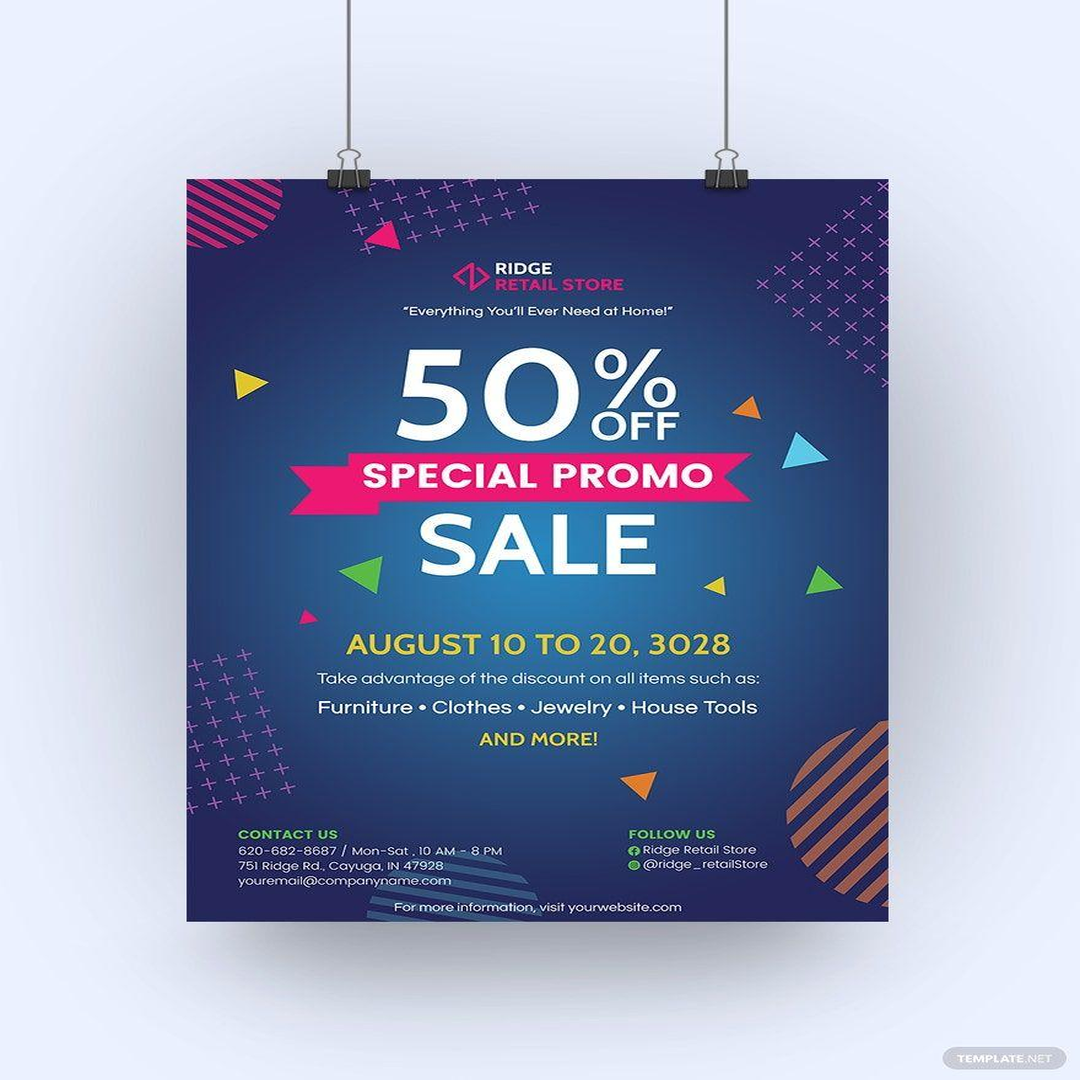 RIDGE
RETAIL STORE
“Everything You’ll Ever Need at Home!”
50% OFF
SPECIAL PROMO
SALE
AUGUST 10 TO 20, 3028
Take advantage of the discount on all items such as:
Furniture • Clothes • Jewelry • House Tools
AND MORE!
CONTACT US
620-682-8687 / Mon-Sat , 10 AM - 8 PM
751 Ridge Rd., Cayuga, IN 47928
youremail@companyname.com
FOLLOW US
Ridge Retail Store
@ridge_retailStore
For more information, visit yourwebsite.com
TEMPLATE.NET